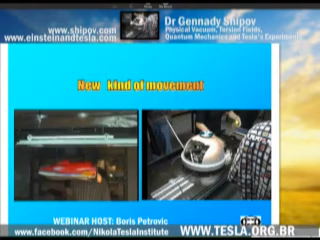 www.shipov.com
www.einsteinandtesla.com
Dr Gennady Shipov
Physical Vacuum, Torsion Fields,
Quantum Mechanics and Tesla's Experiments
New kind of movement
WEBINAR HOST: Boris Petrovic
www.facebook.com/NikolaTeslaInstitute
WWW.TESLA.ORG.BR